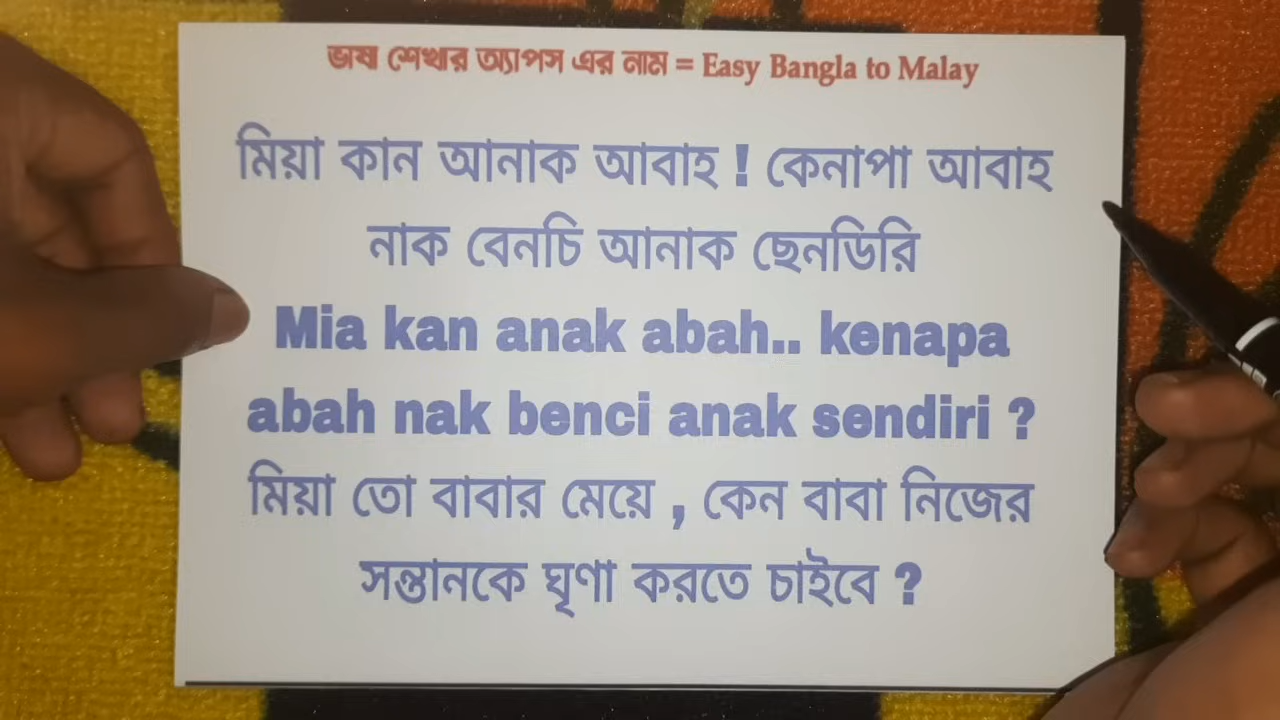 ভাষা শেখার অ্যাপস এর নাম = Easy Bangla to Malay
মিয়া কান আনাক আবাহ ! কেনাপা আবাহ
নাক বেনচি আনাক ছেনডিরি
Mia kan anak abah.. kenapa
abah nak benci anak sendiri ?
মিয়া তো বাবার মেয়ে , কেন বাবা নিজের
সন্তানকে ঘৃণা করতে চাইবে ?